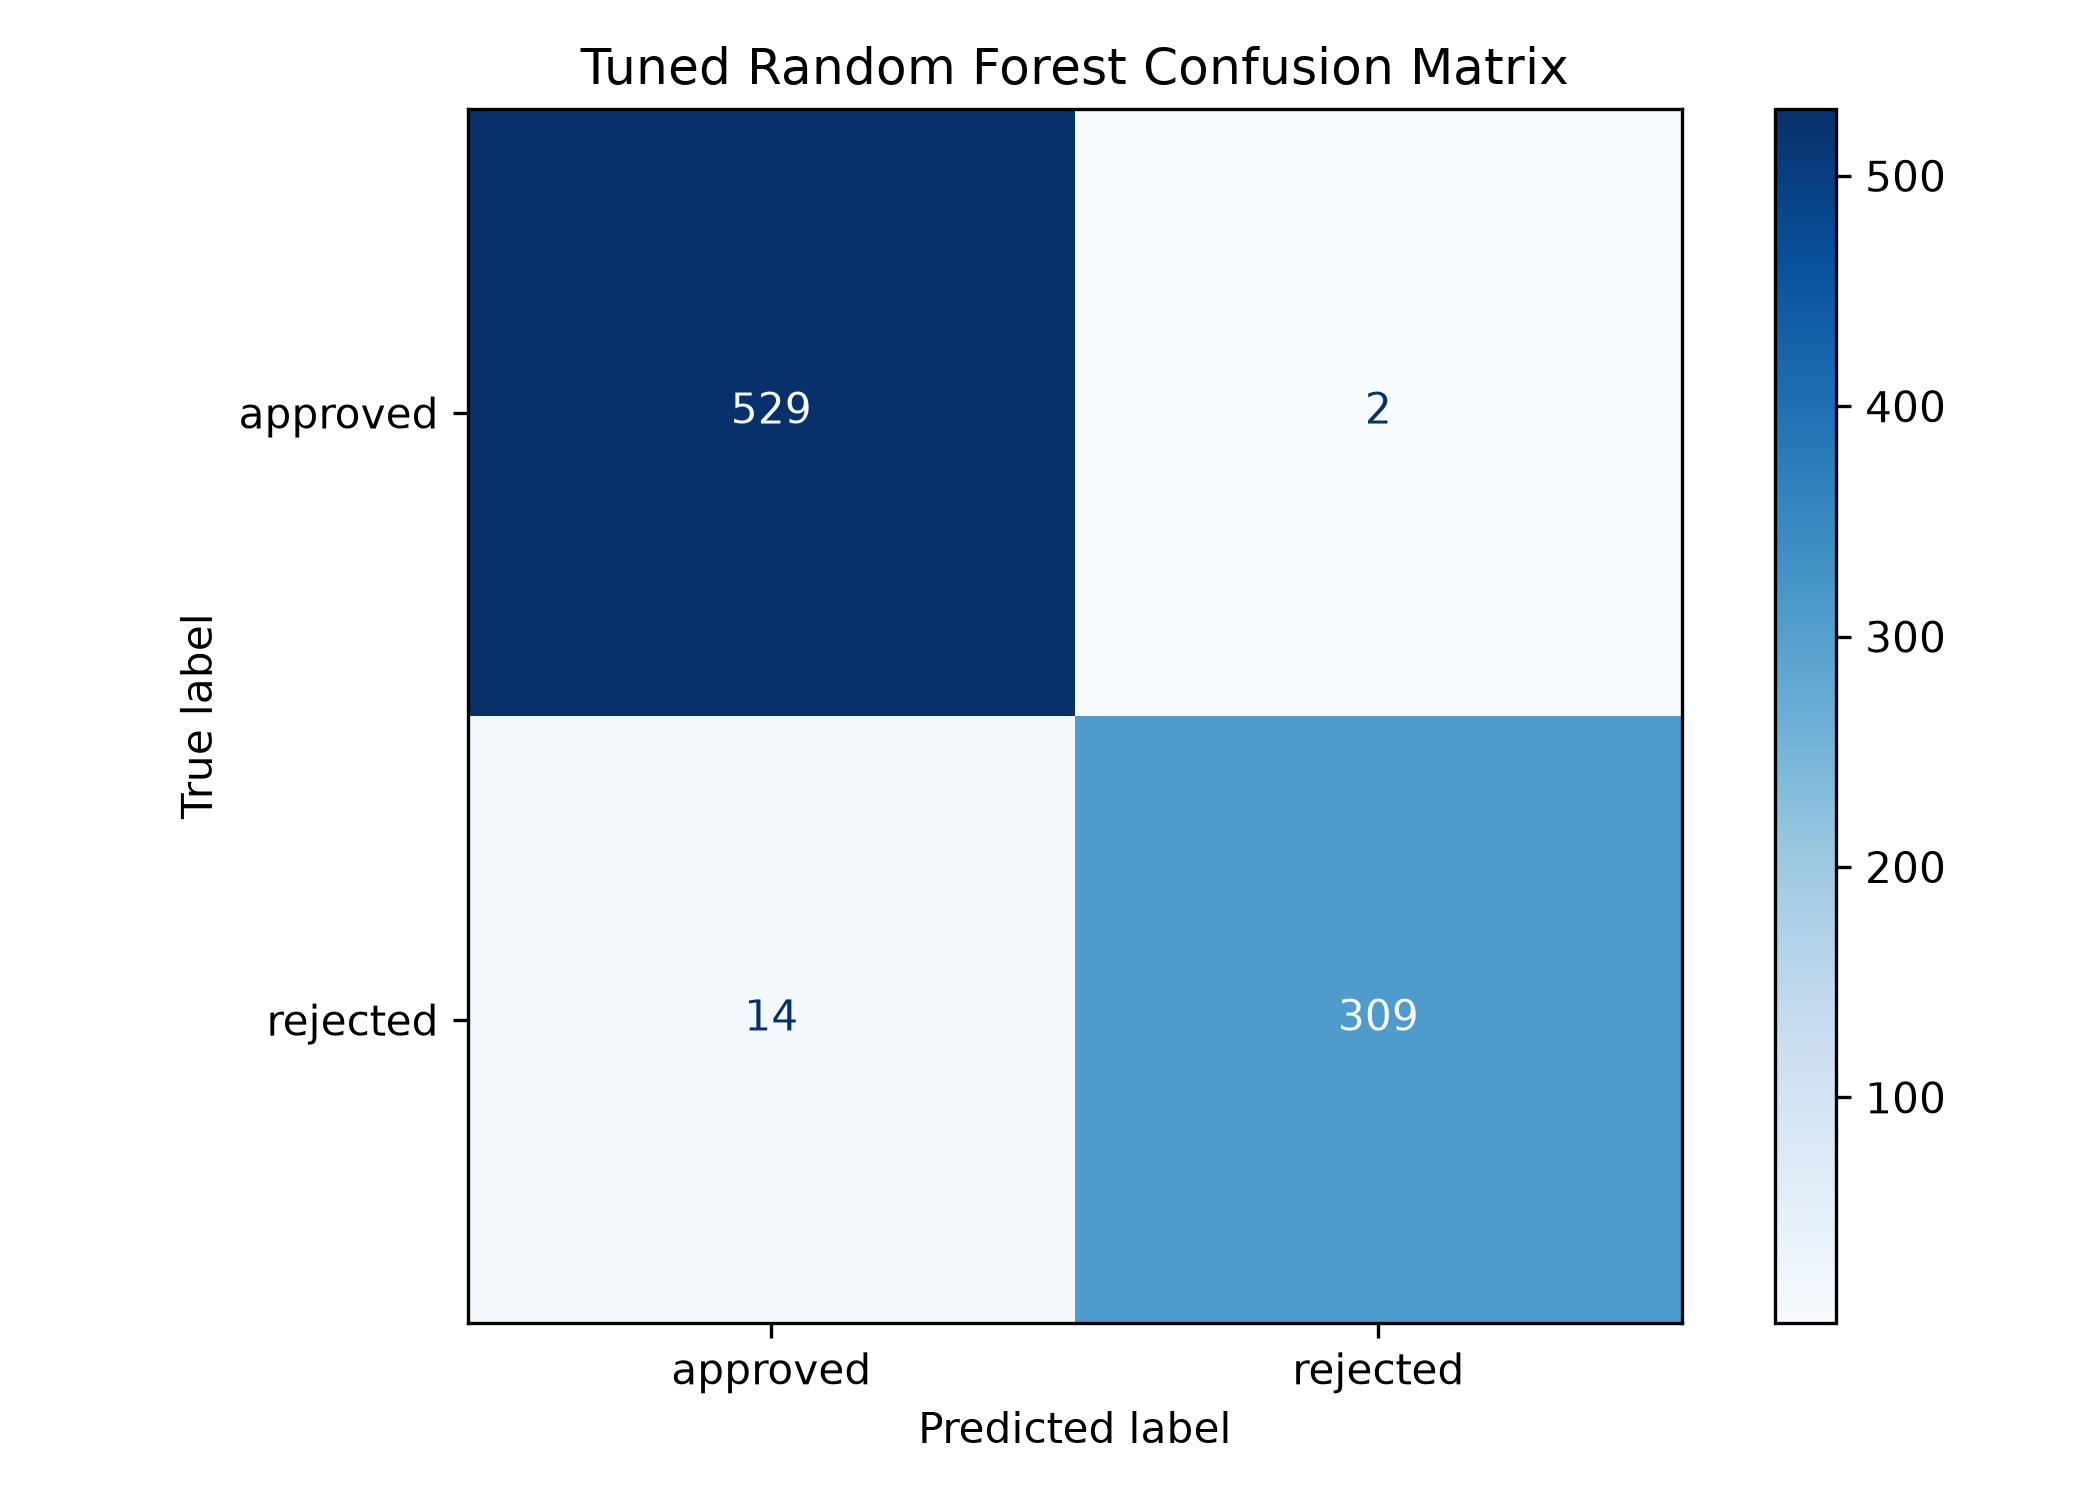 Tuned Random Forest Confusion Matrix
approved
529
2
rejected
14
309
True label
approved
rejected
Predicted label
500
400
300
200
100